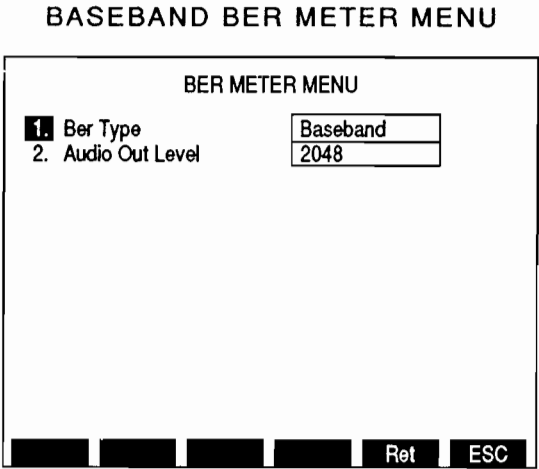 BASEBAND BER METER MENU
BER METER MENU
1. Ber Type Baseband
2. Audio Out Level 2048
Ret ESC